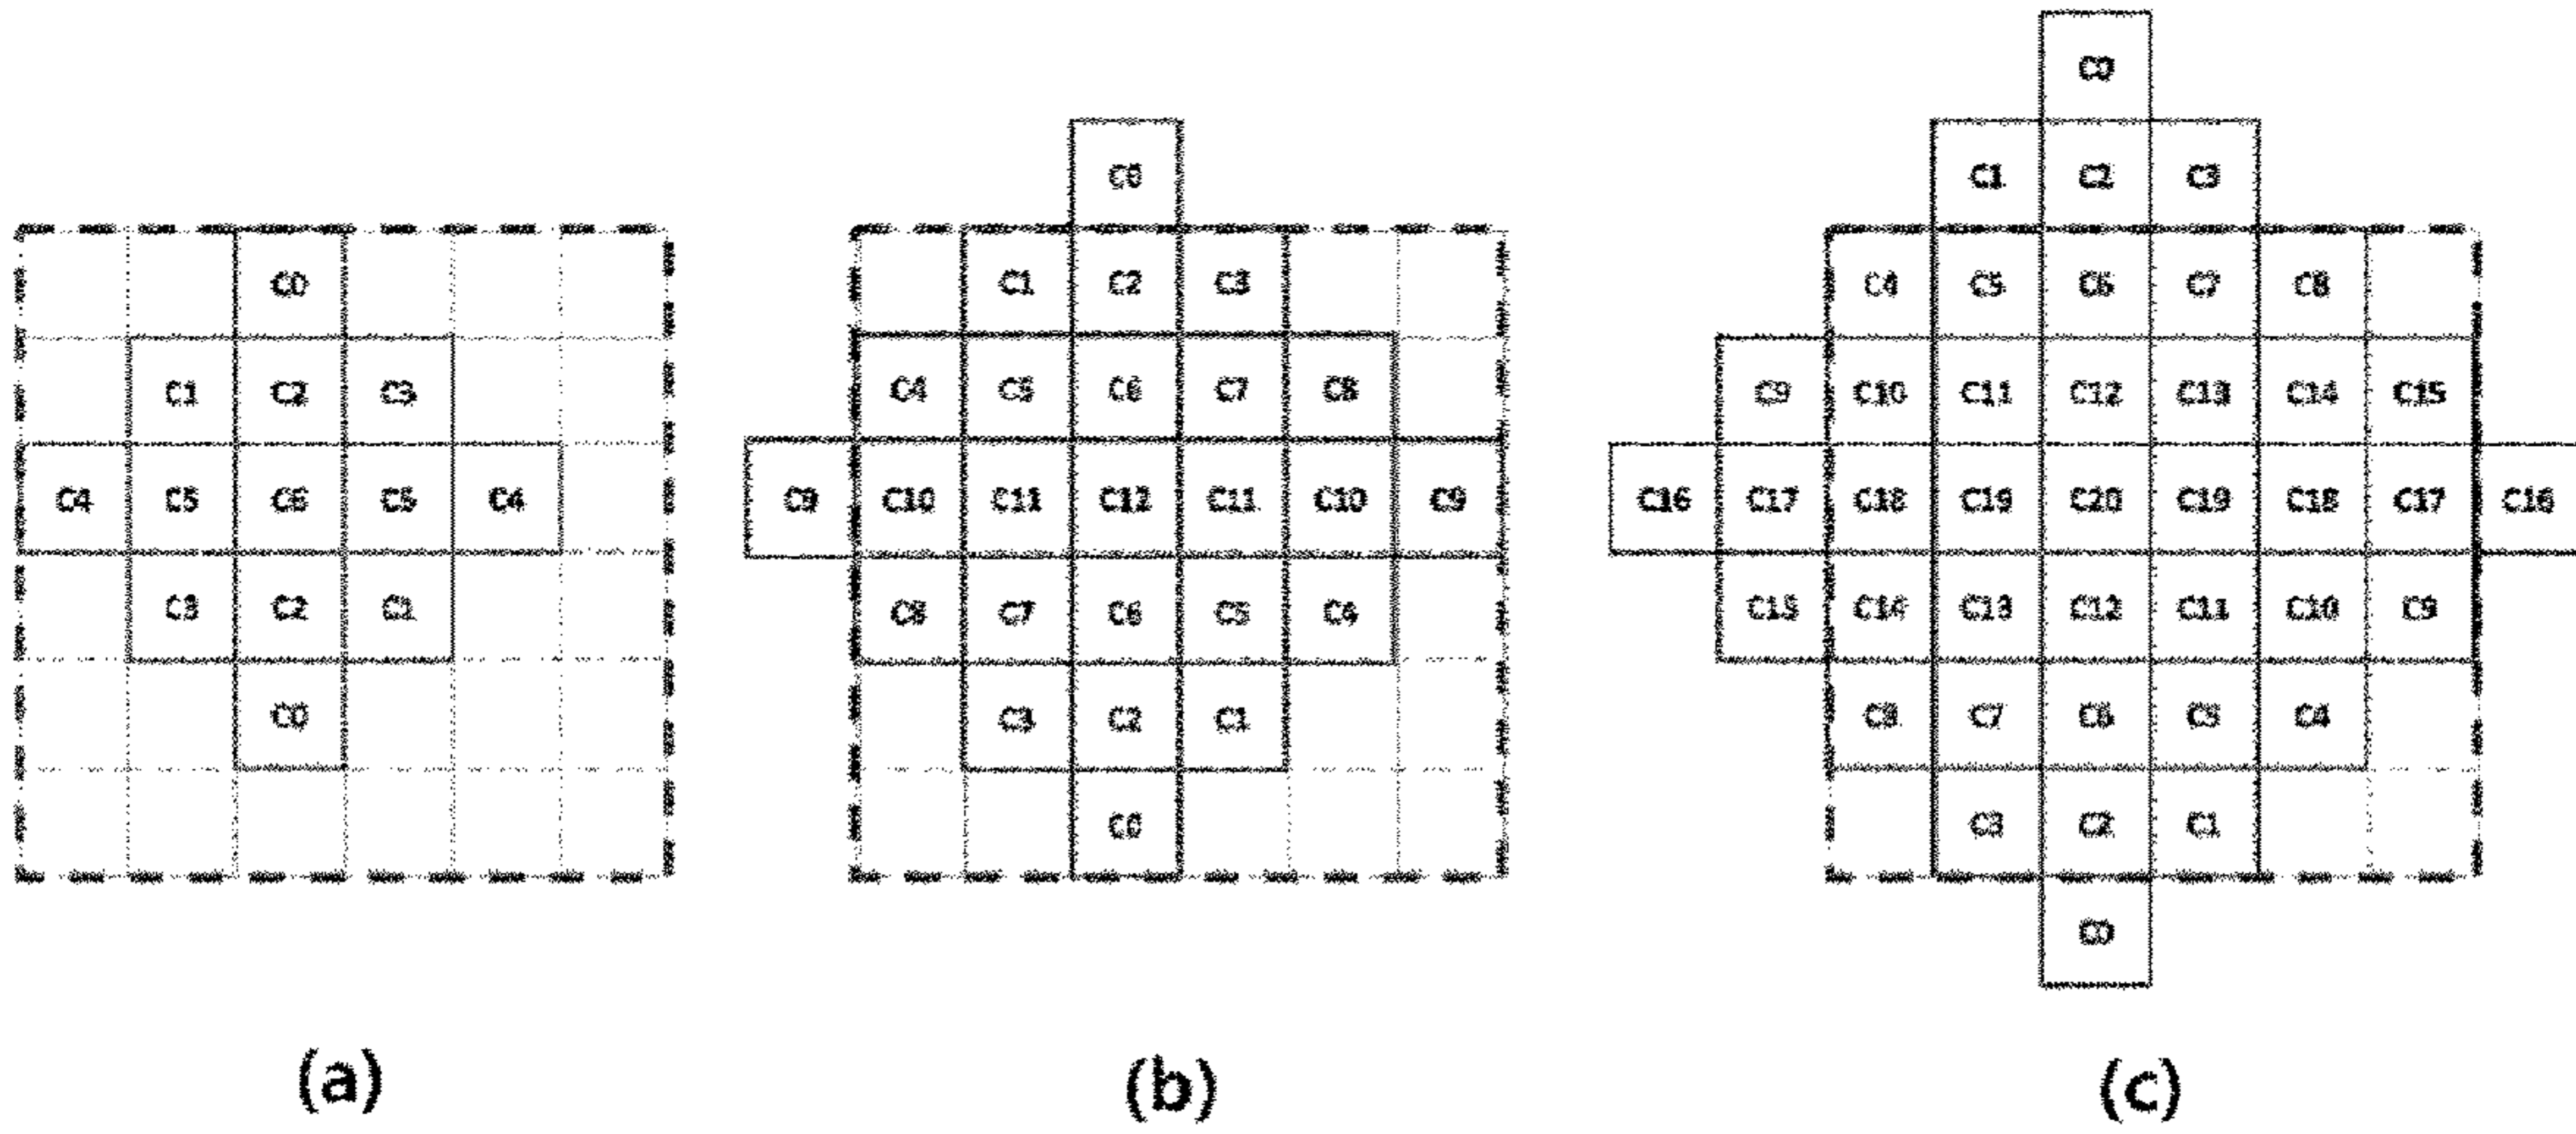 C0
C1 C2 C3
C4 C5 C6 C5 C4
C3 C2 C1
C0
(a)
C0
C1 C2 C3
C4 C5 C6 C7 C8
C9 C10 C11 C12 C11 C10 C9
C8 C7 C6 C5 C4
C3 C2 C1
C0
(b)
C0
C1 C2 C3
C4 C5 C6 C7 C8
C9 C10 C11 C12 C13 C14 C15
C16 C17 C18 C19 C20 C19 C18 C17 C16
C15 C14 C13 C12 C11 C10 C9
C8 C7 C6 C5 C4
C3 C2 C1
C0
(c)